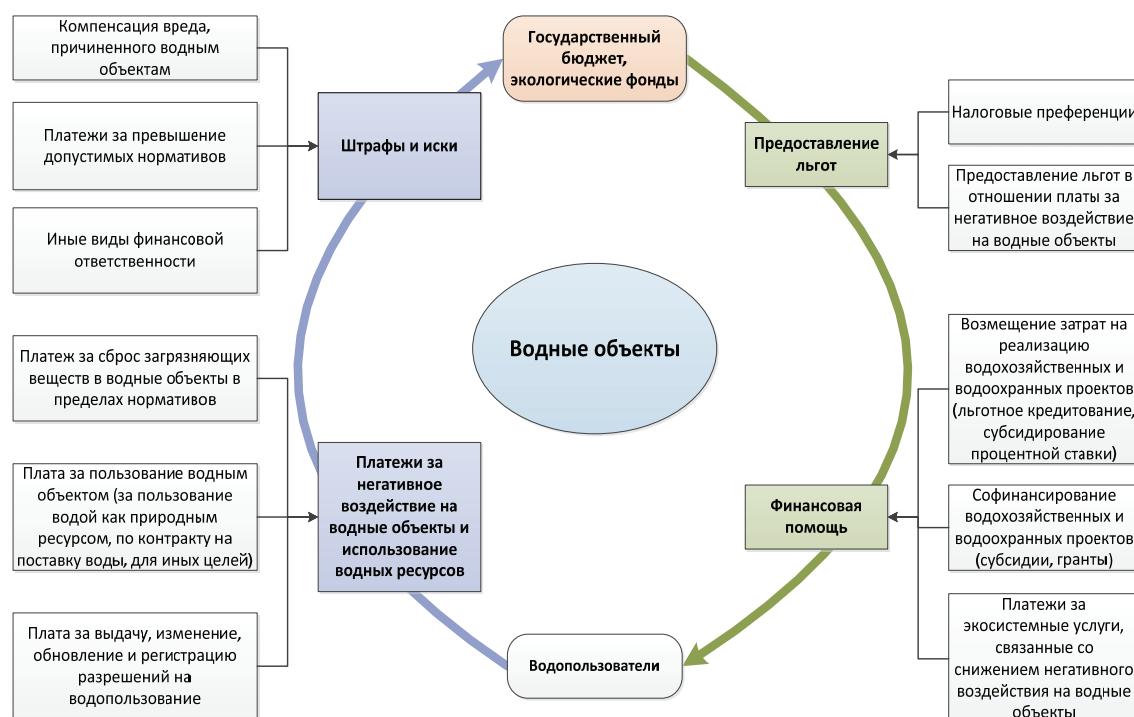 Компенсация вреда,
причиненного водным
объектам
Платежи за превышение
допустимых нормативов
Иные виды финансовой
ответственности
Штрафы и иски
Государственный
бюджет,
экологические фонды
Предоставление
льгот
Налоговые преференции
Предоставление льгот в
отношении платы за
негативное воздействие
на водные объекты
Водные объекты
Платеж за сброс загрязняющих
веществ в водные объекты в
пределах нормативов
Плата за пользование водным
объектом (за пользование
водой как природным
ресурсом, по контракту на
поставку воды, для иных целей)
Плата за выдачу, изменение,
обновление и регистрацию
разрешений на
водопользование
Платежи за
негативное
воздействие на
водные объекты и
использование
водных ресурсов
Водопользователи
Финансовая
помощь
Возмещение затрат на
реализацию
водохозяйственных и
водоохранных проектов
(льготное кредитование,
субсидирование
процентной ставки)
Софинансирование
водохозяйственных и
водоохранных проектов
(субсидии, гранты)
Платежи за
экосистемные услуги,
связанные со
снижением негативного
воздействия на водные
объекты